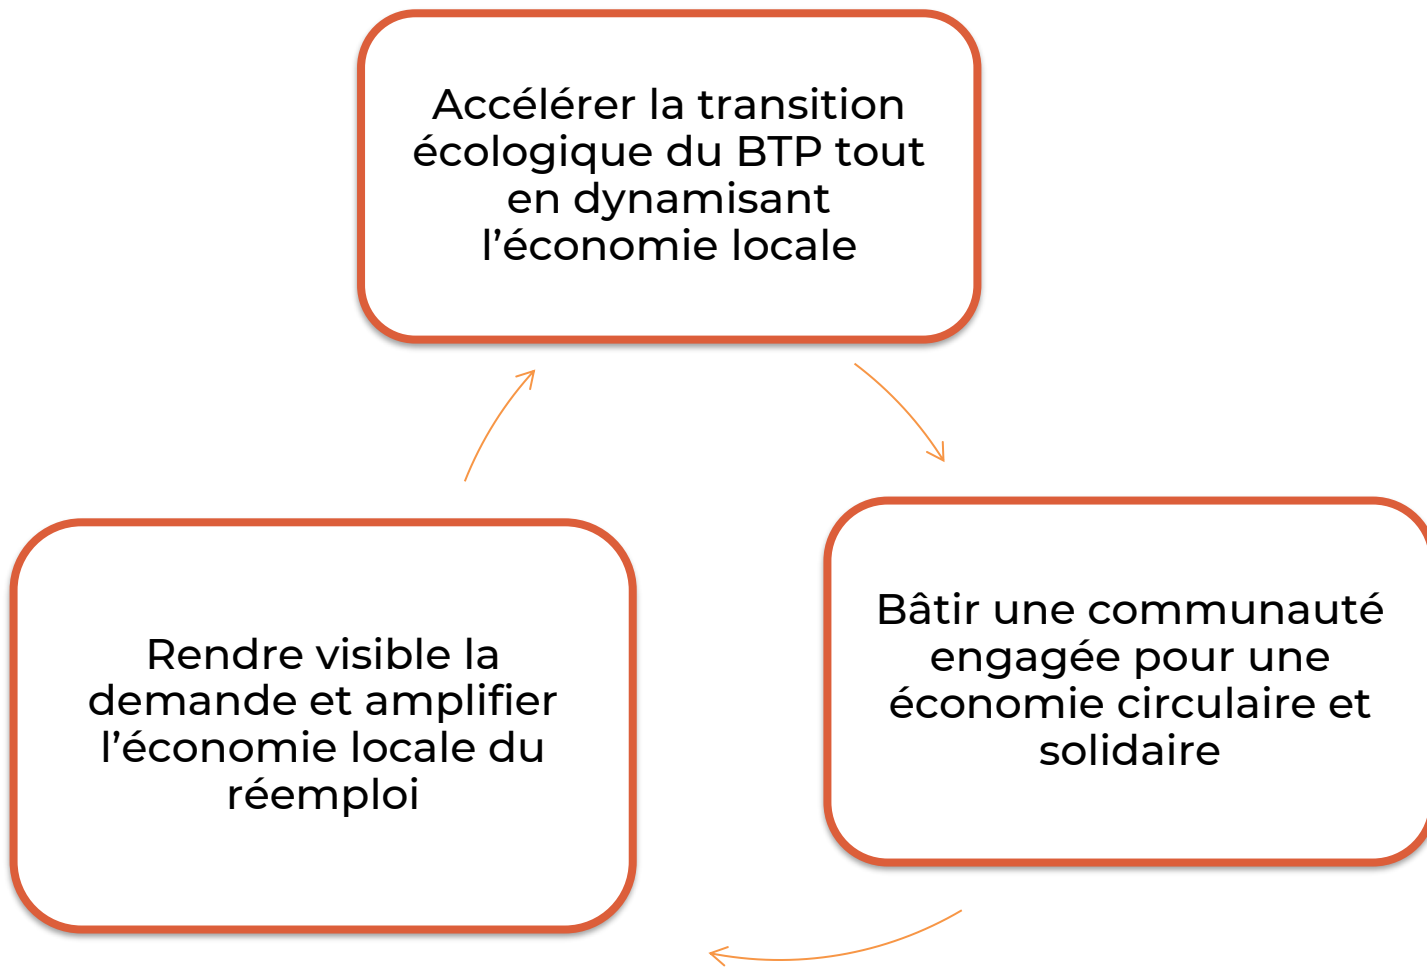 Accélérer la transition
écologique du BTP tout
en dynamisant
l’économie locale
Bâtir une communauté
engagée pour une
économie circulaire et
solidaire
Rendre visible la
demande et amplifier
l’économie locale du
réemploi